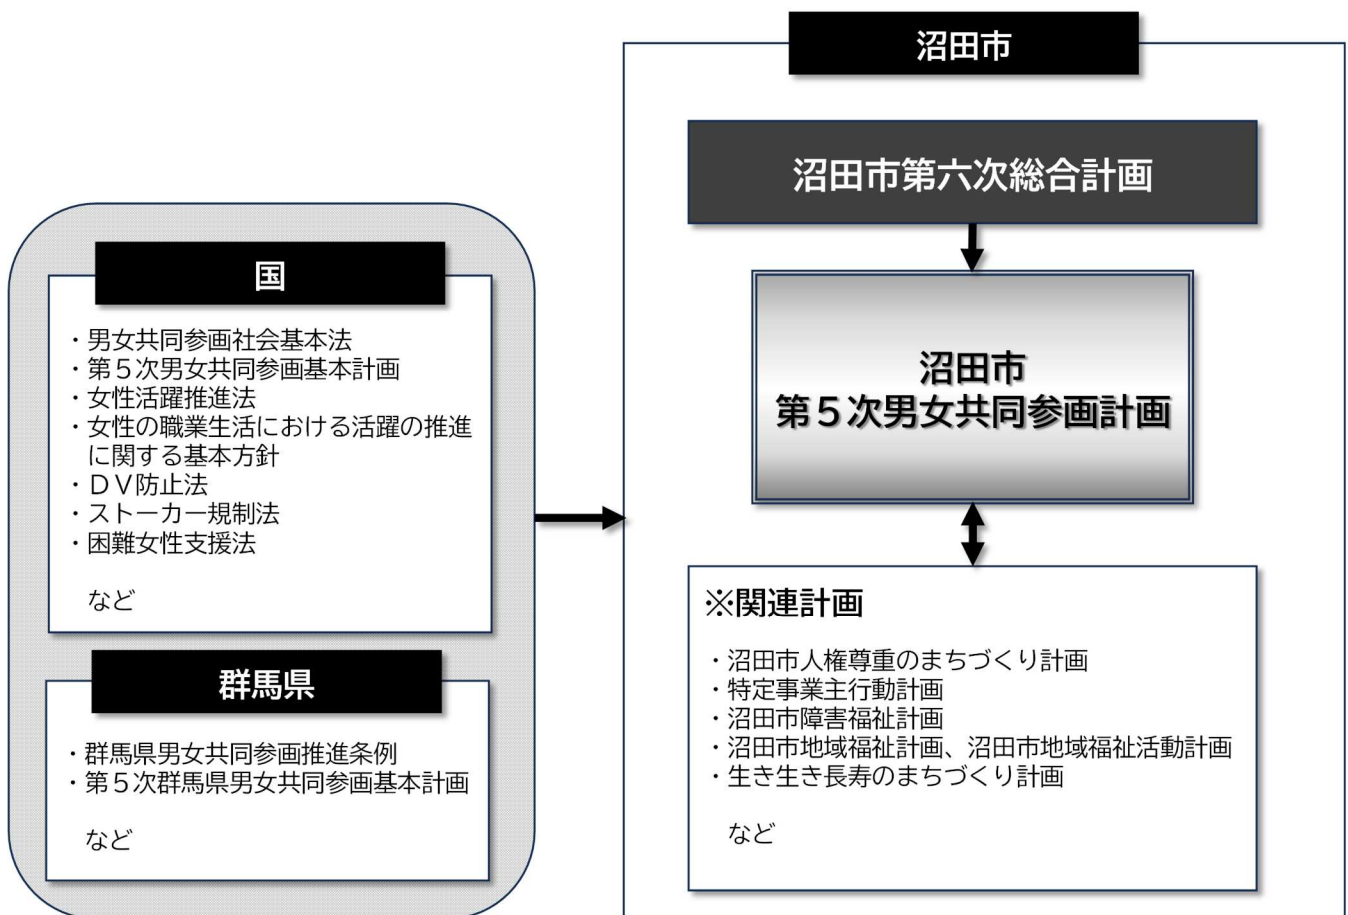 国
・男女共同参画社会基本法
・第５次男女共同参画基本計画
・女性活躍推進法
・女性の職業生活における活躍の推進
に関する基本方針
・ＤＶ防止法
・ストーカー規制法
・困難女性支援法
など
群馬県
・群馬県男女共同参画推進条例
・第５次群馬県男女共同参画基本計画
など
沼田市
沼田市第六次総合計画
沼田市
第５次男女共同参画計画
※関連計画
・沼田市人権尊重のまちづくり計画
・特定事業主行動計画
・沼田市障害福祉計画
・沼田市地域福祉計画、沼田市地域福祉活動計画
・生き生き長寿のまちづくり計画
など